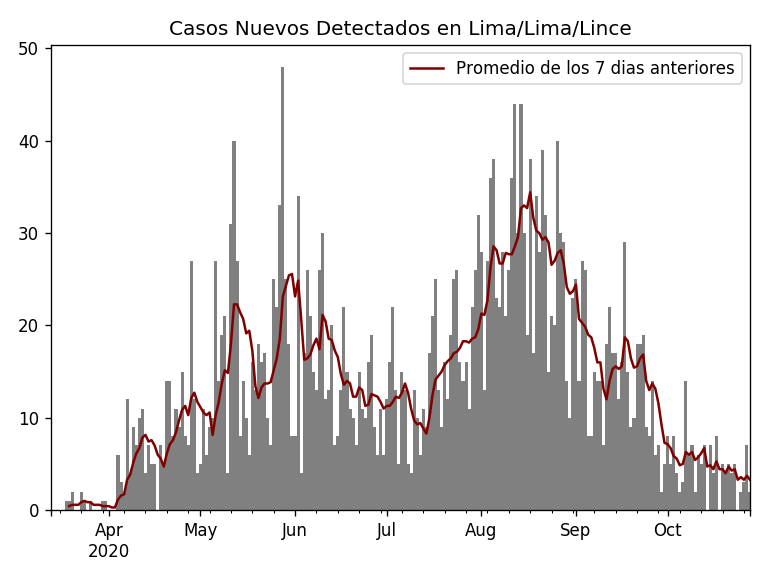 Casos Nuevos Detectados en Lima/Lima/Lince
Promedio de los 7 dias anteriores
50
40
30
20
10
0
Apr May Jun Jul Aug Sep Oct
2020